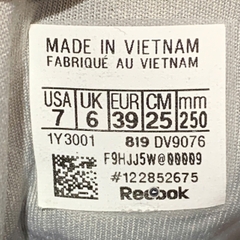 MADE IN VIETNAM
FABRIQUÉ AU VIETNAM
USA UK EUR CM mm
7 6 39 25 250
1Y3001 819 DV9076
F9HJJ5W@00009
#122852675
Reebok